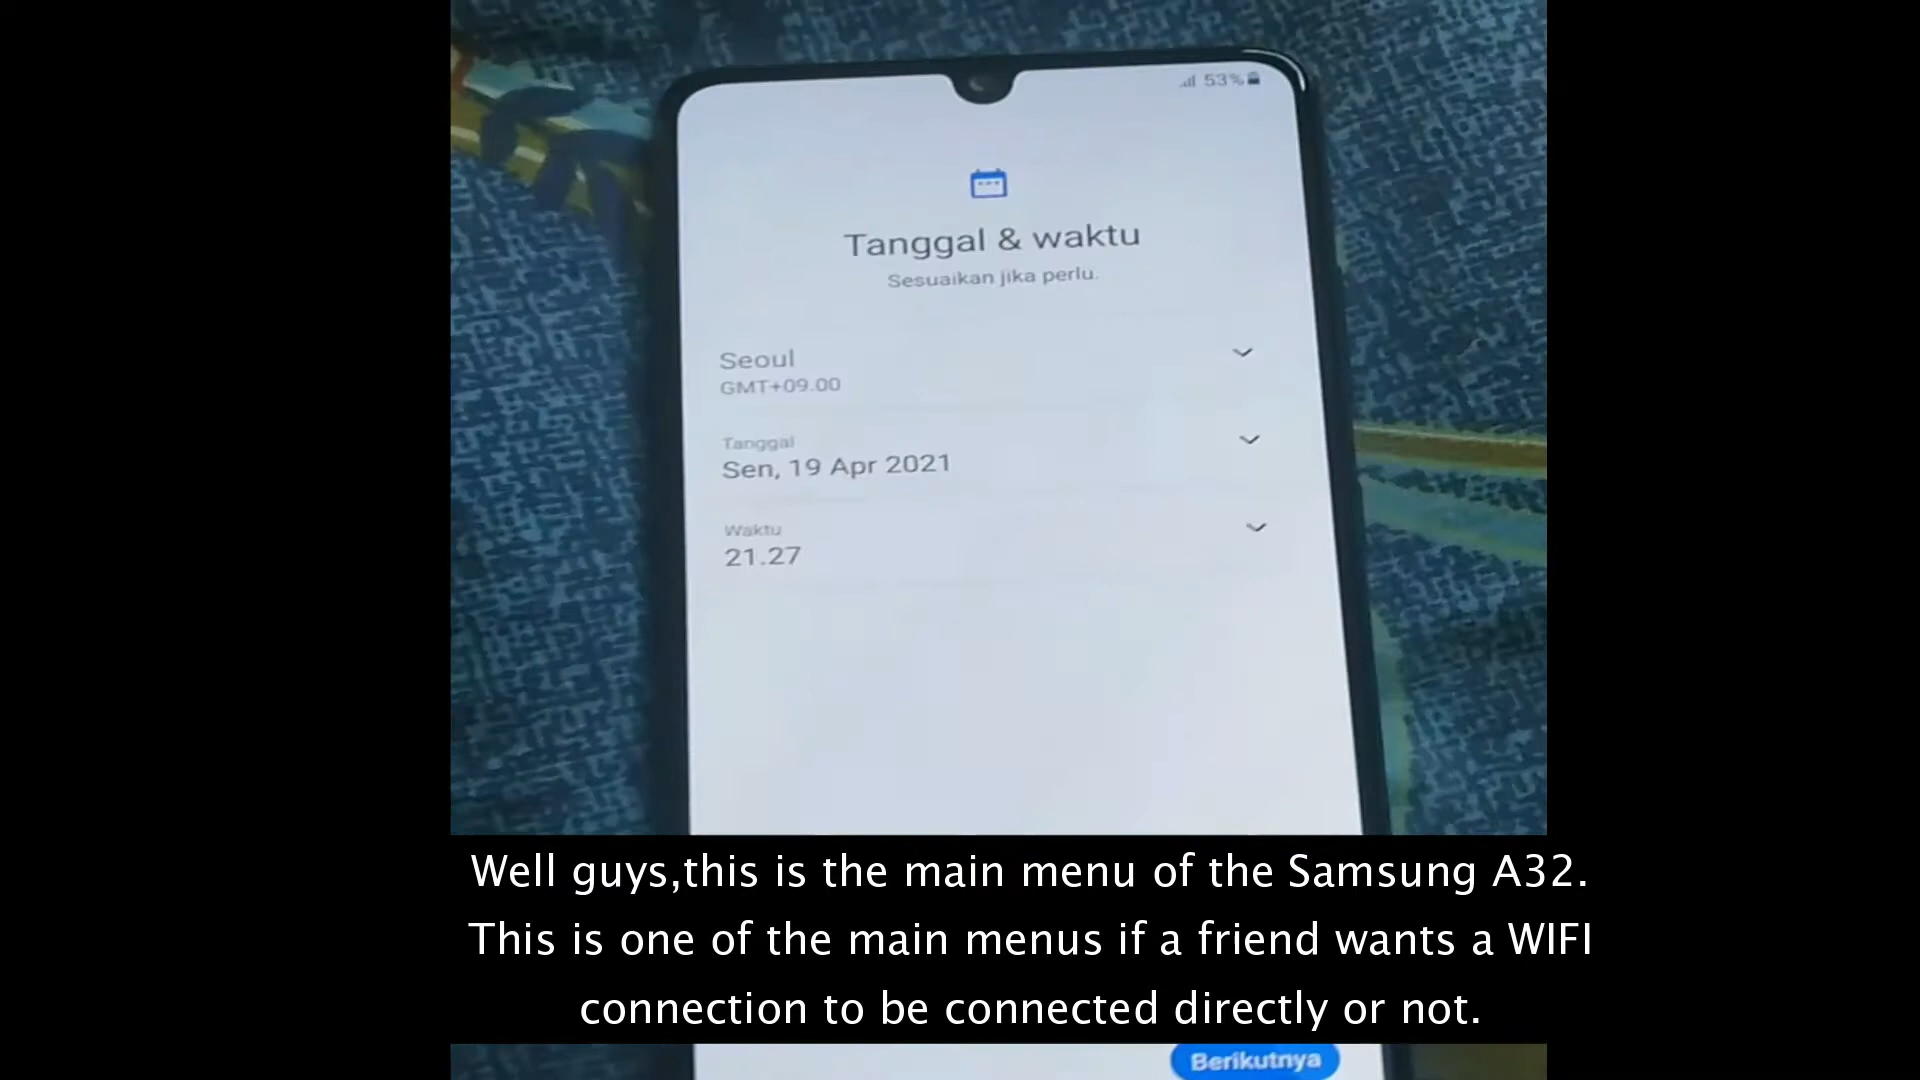 53%
Tanggal & waktu
Sesuaikan jika perlu.
Seoul
GMT+09.00
Tanggal
Sen, 19 Apr 2021
Waktu
21.27
Well guys,this is the main menu of the Samsung A32.
This is one of the main menus if a friend wants a WIFI
connection to be connected directly or not.
Berikutnya